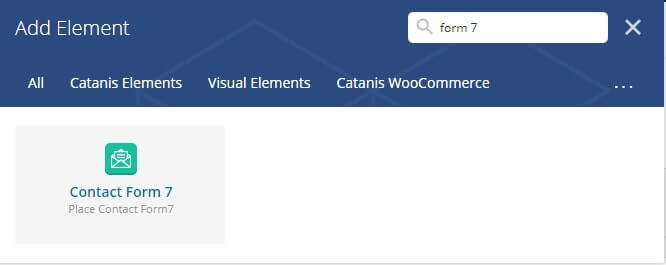 Add Element
form 7
All Catanis Elements Visual Elements Catanis WooCommerce ...
Contact Form 7
Place Contact Form7